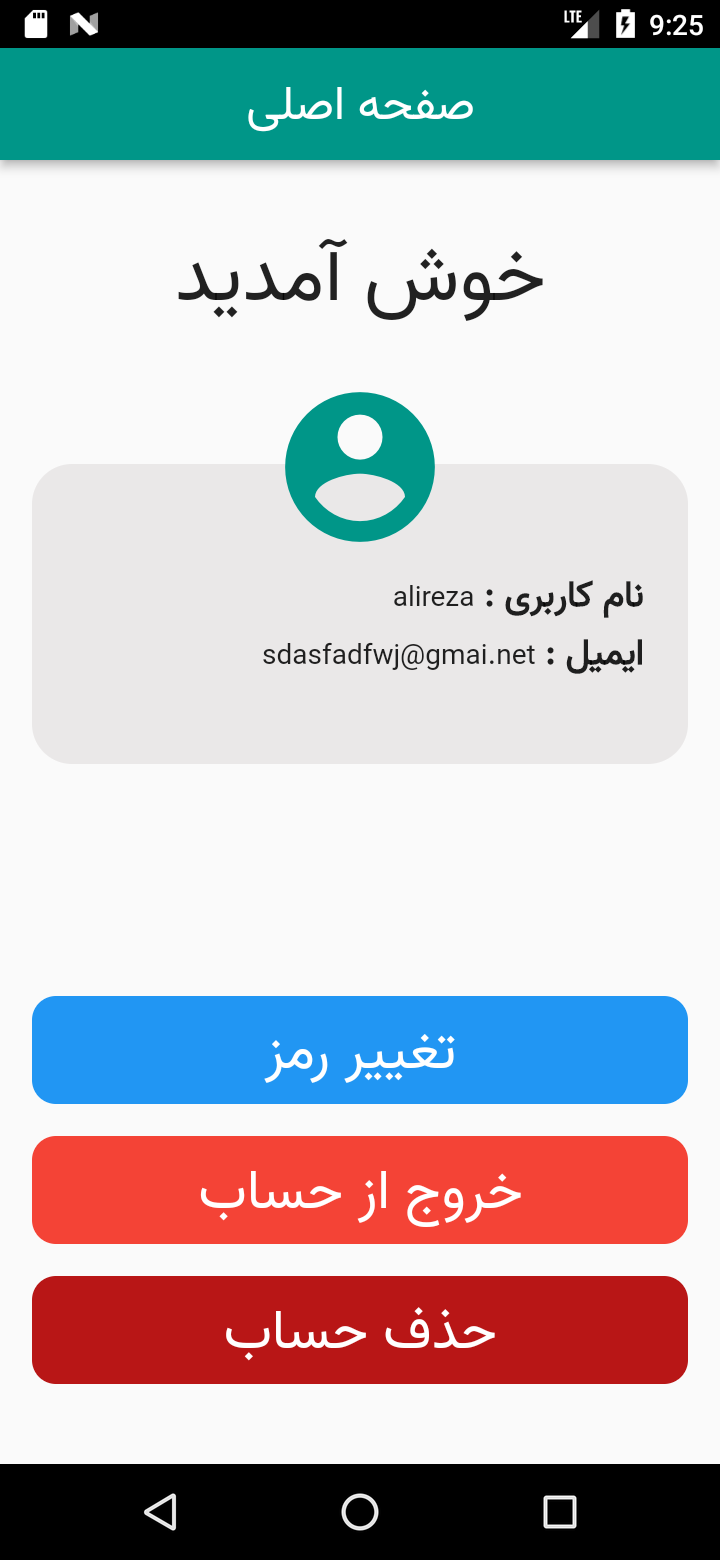 LTE 9:25
صفحه اصلی
خوش آمدید
نام کاربری : alireza
ایمیل : sdasfadfwj@gmai.net
تغییر رمز
خروج از حساب
حذف حساب